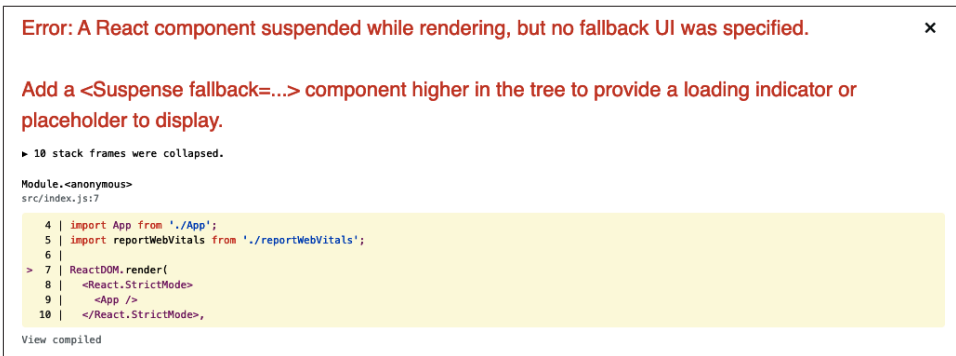 Error: A React component suspended while rendering, but no fallback UI was specified. ×
Add a <Suspense fallback=...> component higher in the tree to provide a loading indicator or
placeholder to display.
▶ 10 stack frames were collapsed.
Module.<anonymous>
src/index.js:7
4 | import App from './App';
5 | import reportWebVitals from './reportWebVitals';
6 |
> 7 | ReactDOM.render(
8 |   <React.StrictMode>
9 |     <App />
10 |   </React.StrictMode>,
View compiled